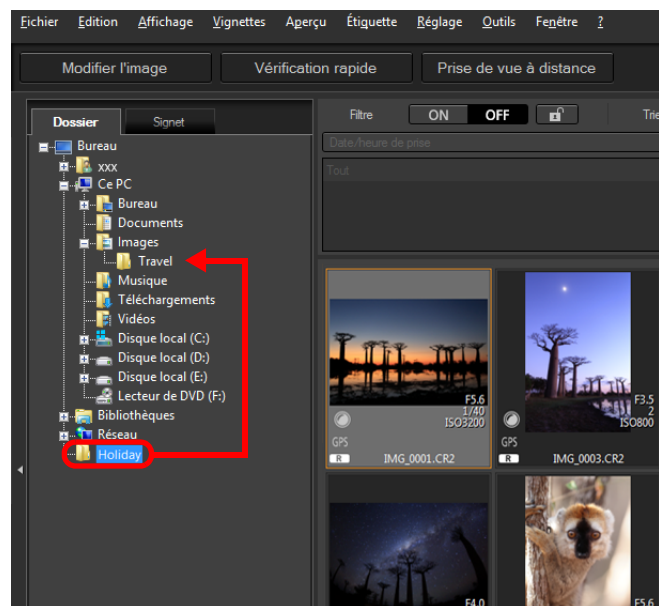 Fichier Edition Affichage Vignettes Aperçu Étiquette Réglage Outils Fenêtre ?
Modifier l'image Vérification rapide Prise de vue à distance
Dossier Signet
Filtre ON OFF Trie
Date/heure de prise
Tout
Bureau
xxx
Ce PC
Bureau
Documents
Images
Travel
Musique
Téléchargements
Vidéos
Disque local (C:)
Disque local (D:)
Disque local (E:)
Lecteur de DVD (F:)
Bibliothèques
Réseau
Holiday
F5.6
1/40
ISO3200
GPS
R IMG_0001.CR2
F3.5
2
ISO800
GPS
R IMG_0003.CR2
F4.0
F5.6